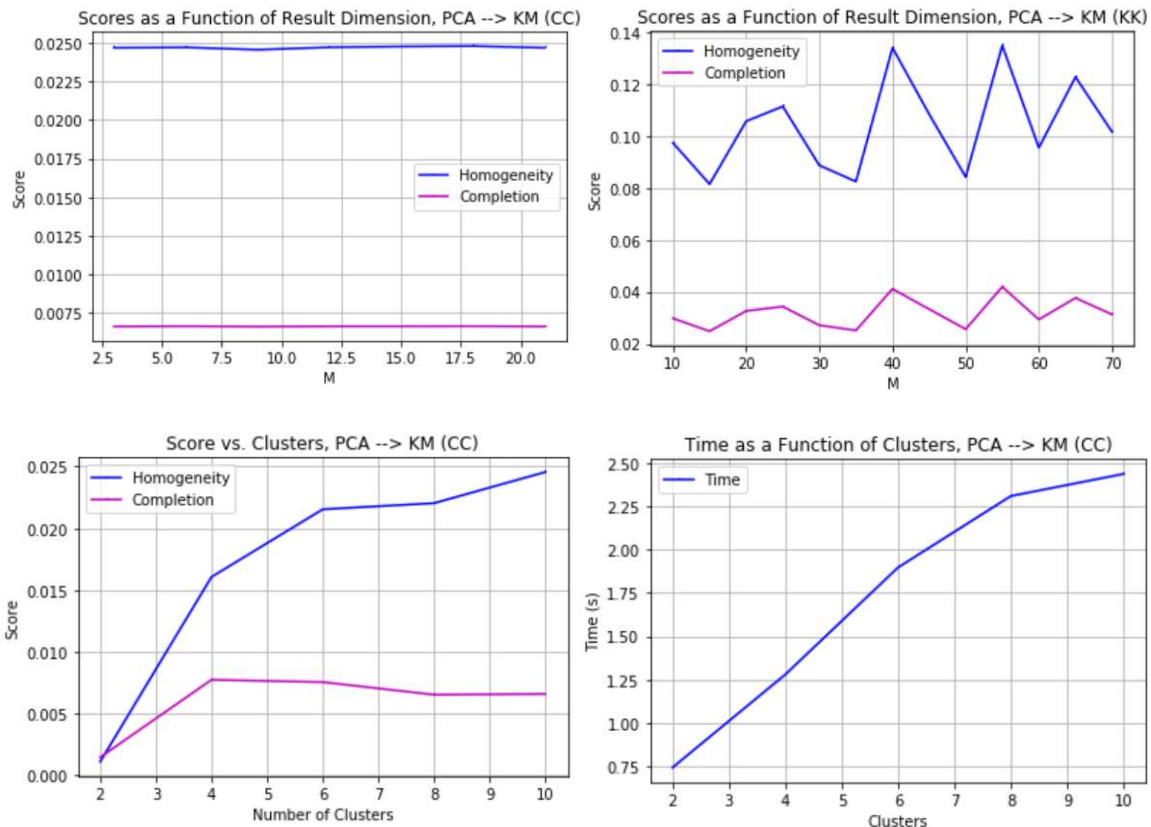 Scores as a Function of Result Dimension, PCA --> KM (CC)
0.0250
0.0225
0.0200
0.0175
0.0150
0.0125
0.0100
0.0075
Score
Homogeneity
Completion
2.5 5.0 7.5 10.0 12.5 15.0 17.5 20.0
M
Scores as a Function of Result Dimension, PCA --> KM (KK)
0.14
0.12
0.10
0.08
0.06
0.04
0.02
Score
Homogeneity
Completion
10 20 30 40 50 60 70
M
Score vs. Clusters, PCA --> KM (CC)
0.025
0.020
0.015
0.010
0.005
0.000
Score
Homogeneity
Completion
2 3 4 5 6 7 8 9 10
Number of Clusters
Time as a Function of Clusters, PCA --> KM (CC)
2.50
2.25
2.00
1.75
1.50
1.25
1.00
0.75
Time (s)
Time
2 3 4 5 6 7 8 9 10
Clusters